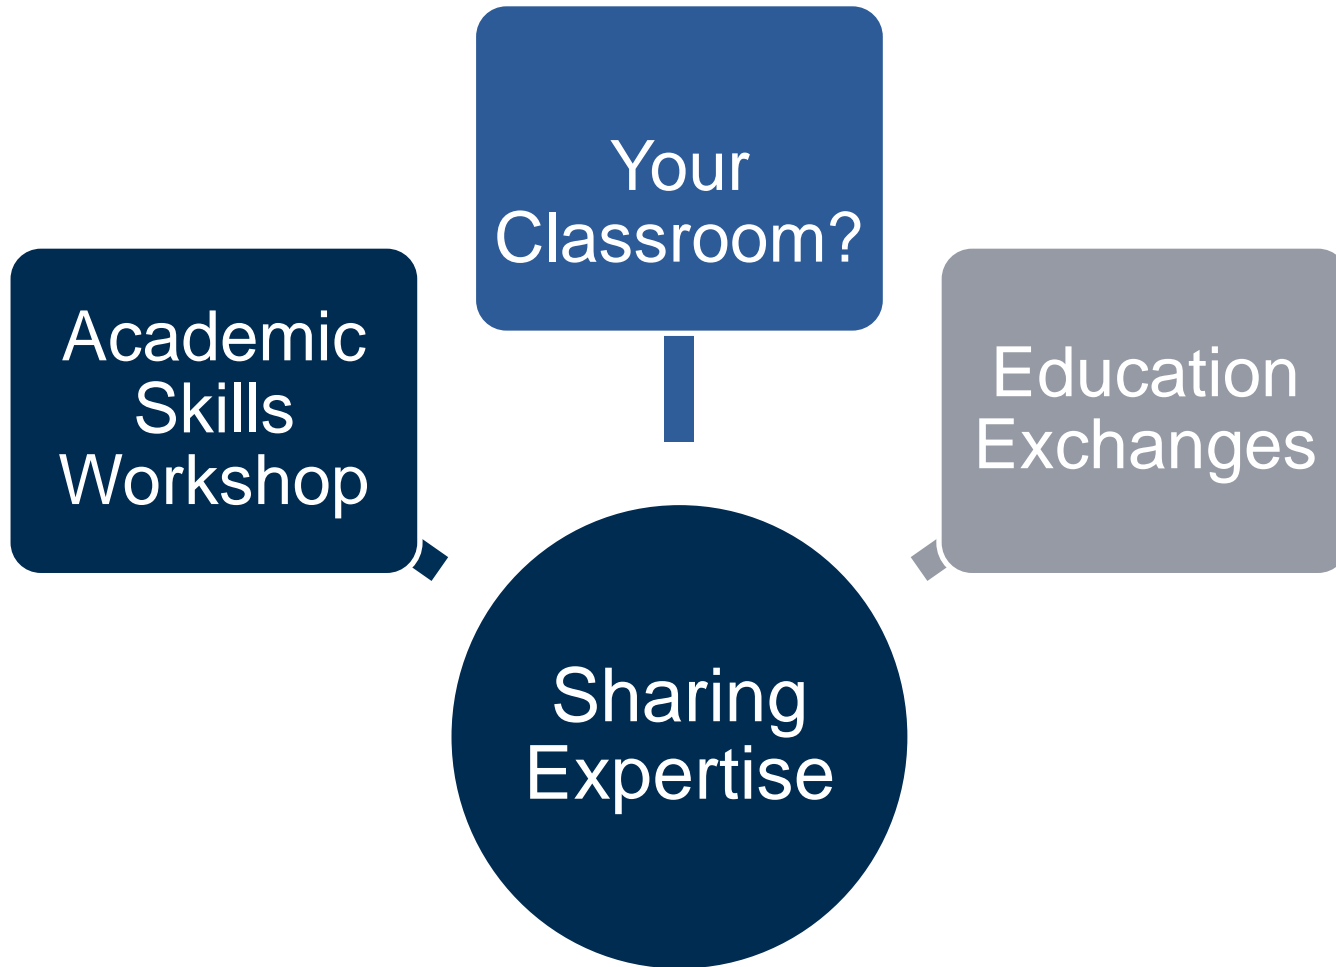 Your
Classroom?
Academic
Skills
Workshop
Education
Exchanges
Sharing
Expertise